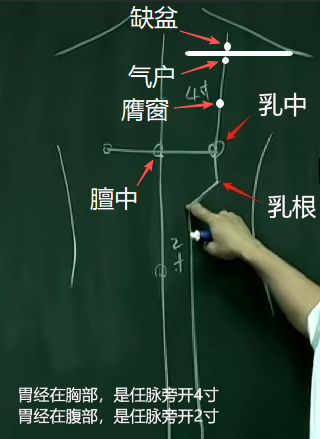 缺盆
气户
4寸
膺窗
乳中
膻中
乳根
2寸
胃经在胸部，是任脉旁开4寸
胃经在腹部，是任脉旁开2寸